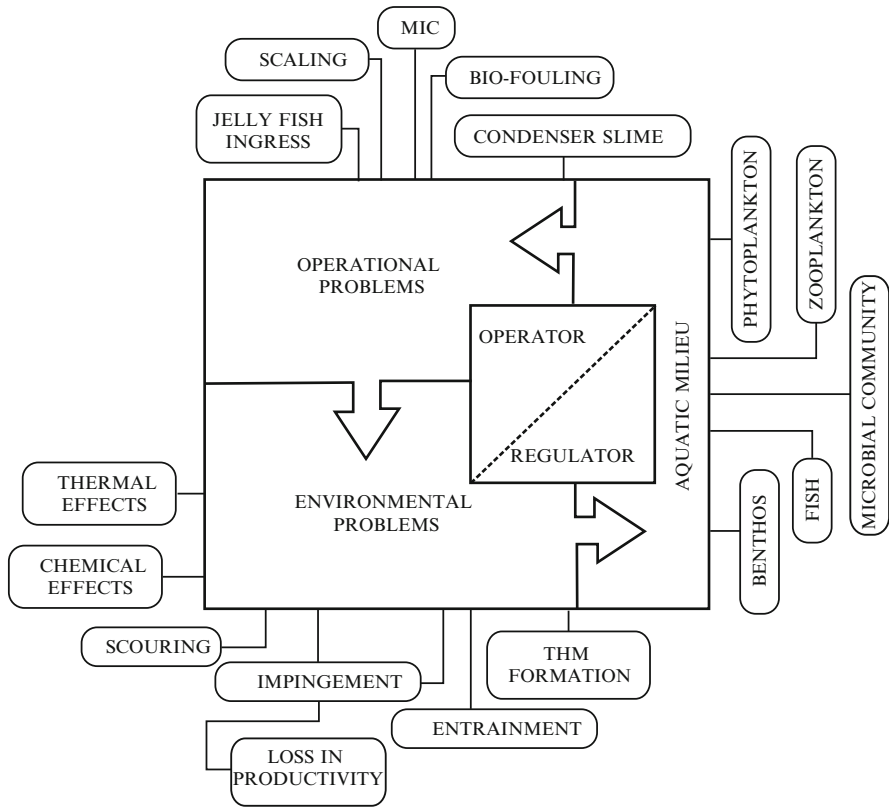 MIC
SCALING
BIO-FOULING
JELLY FISH
INGRESS
CONDENSER SLIME
PHYTOPLANKTON
ZOOPLANKTON
MICROBIAL COMMUNITY
FISH
BENTHOS
AQUATIC MILIEU
OPERATIONAL
PROBLEMS
OPERATOR
REGULATOR
ENVIRONMENTAL
PROBLEMS
THERMAL
EFFECTS
CHEMICAL
EFFECTS
SCOURING
IMPINGEMENT
LOSS IN
PRODUCTIVITY
ENTRAINMENT
THM
FORMATION